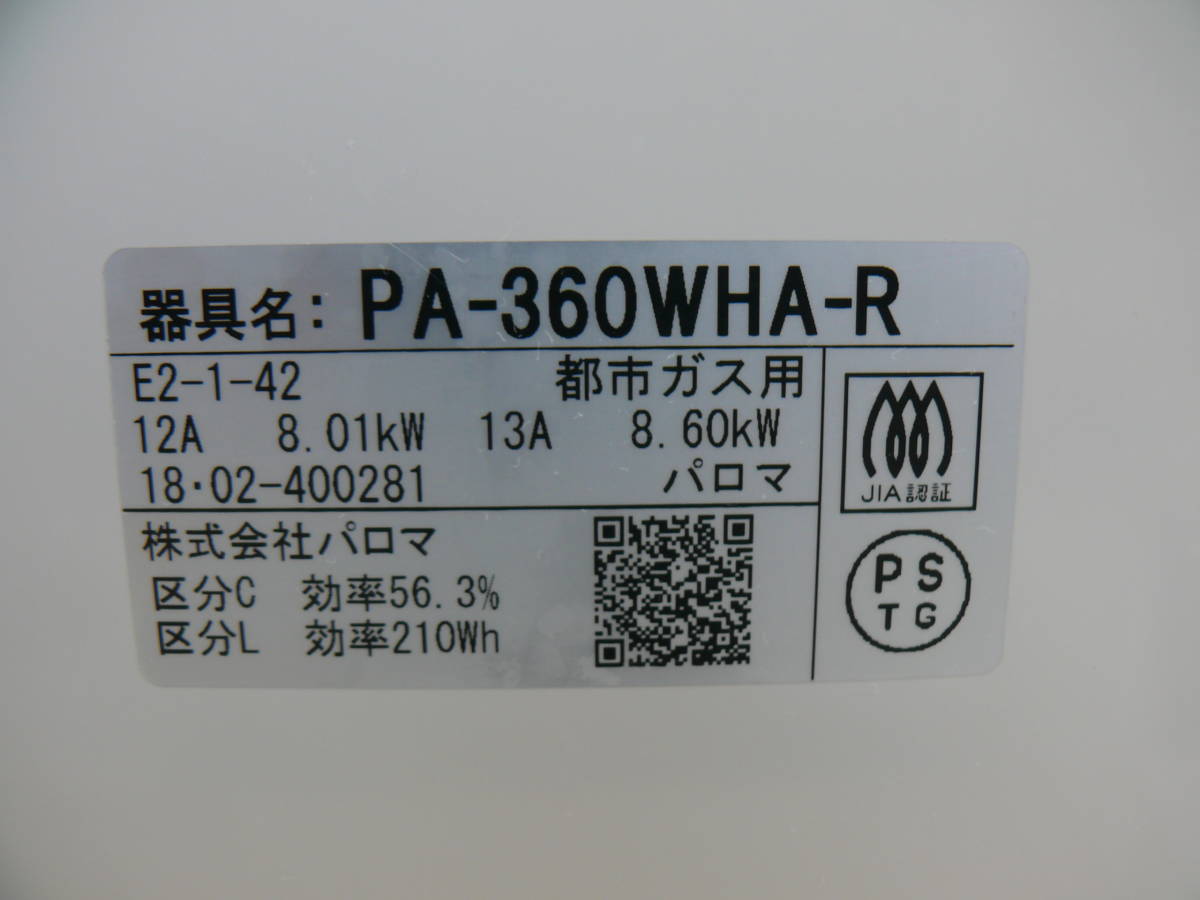 器具名: PA-360WHA-R
E2-1-42 都市ガス用
12A 8.01kW 13A 8.60kW
18・02-400281 パロマ
株式会社パロマ
区分C 効率56.3%
区分L 効率210Wh
JIA認証
PS
TG